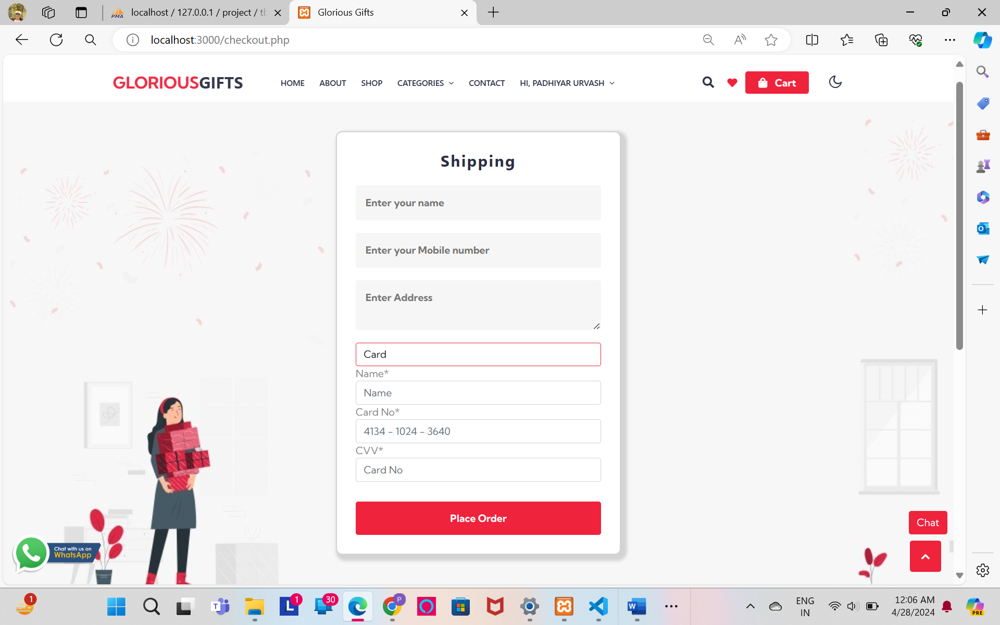 localhost / 127.0.0.1 / project / tb
Glorious Gifts
localhost:3000/checkout.php
GLORIOUSGIFTS
HOME
ABOUT
SHOP
CATEGORIES
CONTACT
HI, PADHIYAR URVASH
Cart
Shipping
Enter your name
Enter your Mobile number
Enter Address
Card
Name*
Name
Card No*
4134 - 1024 - 3640
CVV*
Card No
Place Order
Chat
Chat with us on
WhatsApp
1
1
30
P
ENG
IN
12:06 AM
4/28/2024
PRE